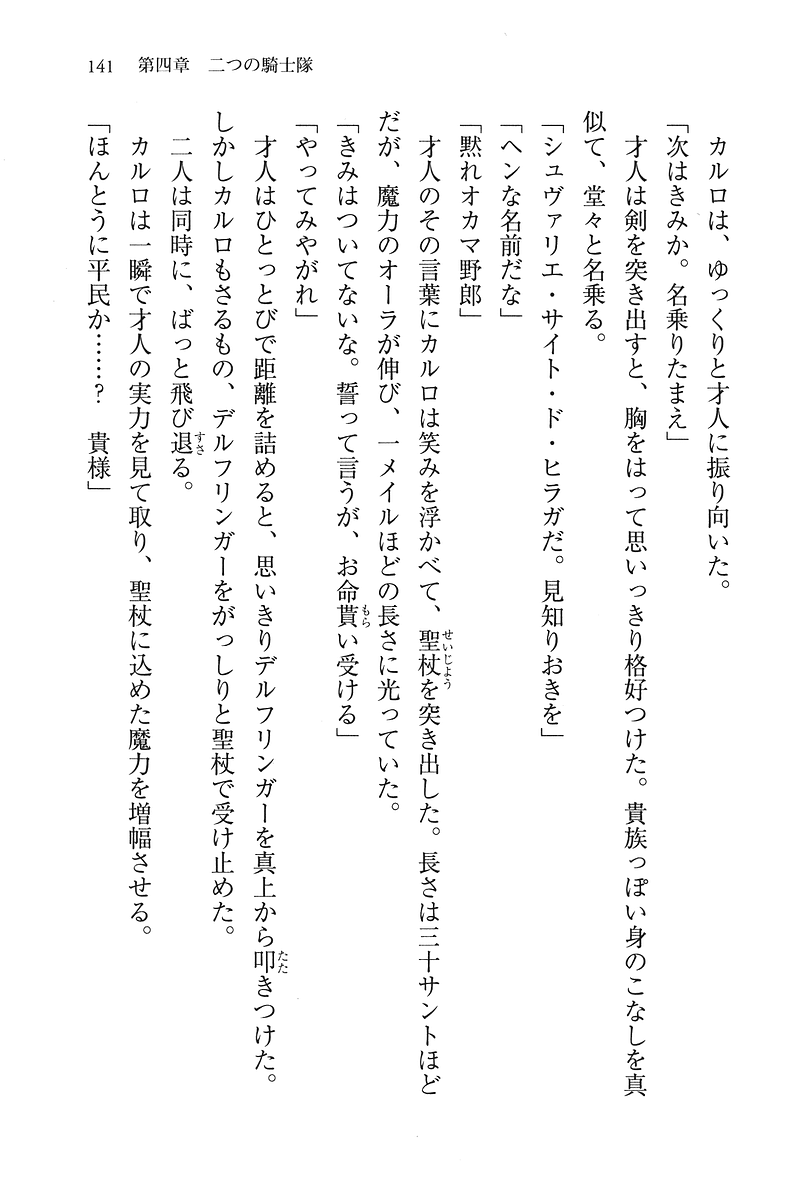 141　第四章　二つの騎士隊
　カルロは、ゆっくりと才人に振り向いた。
「次はきみか。名乗りたまえ」
　才人は剣を突き出すと、胸をはって思いっきり格好つけた。貴族っぽい身のこなしを真
似て、堂々と名乗る。
「シュヴァリエ・サイト・ド・ヒラガだ。見知りおきを」
「ヘンな名前だな」
「黙れオカマ野郎」
　才人のその言葉にカルロは笑みを浮かべて、聖杖を突き出した。長さは三十サントほど
だが、魔力のオーラが伸び、一メイルほどの長さに光っていた。
「きみはついてないな。誓って言うが、お命貰い受ける」
「やってみやがれ」
　才人はひとっとびで距離を詰めると、思いきりデルフリンガーを真上から叩きつけた。
しかしカルロもさるもの、デルフリンガーをがっしりと聖杖で受け止めた。
　二人は同時に、ばっと飛び退る。
　カルロは一瞬で才人の実力を見て取り、聖杖に込めた魔力を増幅させる。
「ほんとうに平民か……？　貴様」